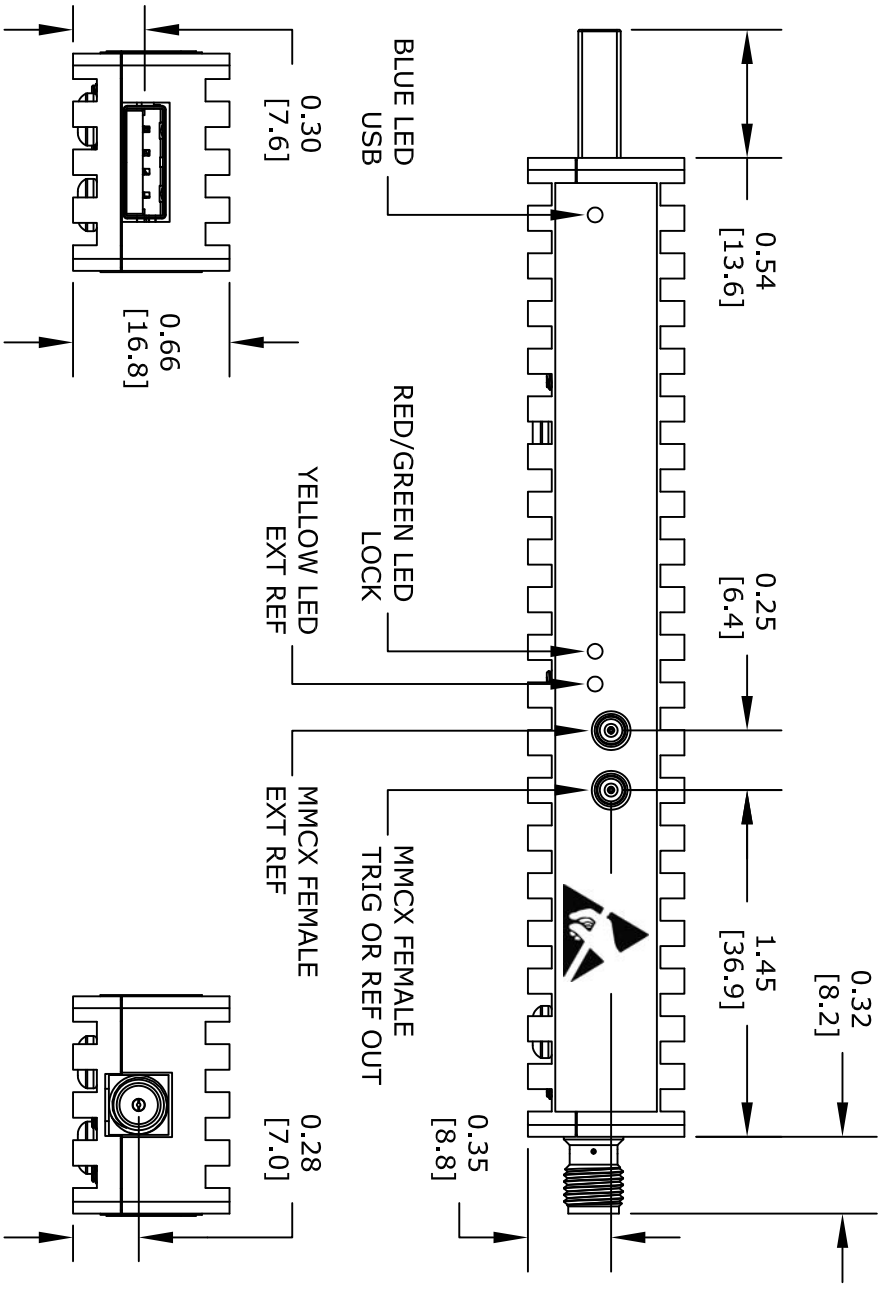 0.32
[8.2]
0.54
[13.6]
0.25
[6.4]
1.45
[36.9]
BLUE LED
USB
RED/GREEN LED
LOCK
YELLOW LED
EXT REF
MMCX FEMALE
EXT REF
MMCX FEMALE
TRIG OR REF OUT
0.35
[8.8]
0.30
[7.6]
0.66
[16.8]
0.28
[7.0]